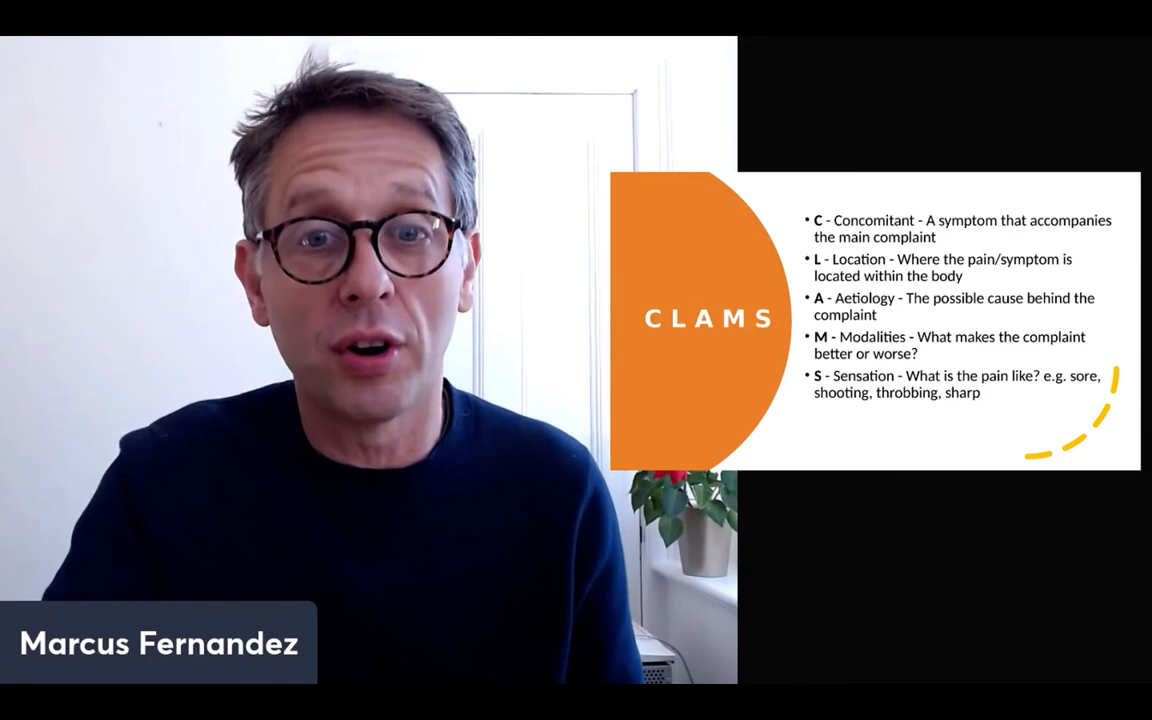 CLAMS
• C - Concomitant - A symptom that accompanies
the main complaint
• L - Location - Where the pain/symptom is
located within the body
• A - Aetiology - The possible cause behind the
complaint
• M - Modalities - What makes the complaint
better or worse?
• S - Sensation - What is the pain like? e.g. sore,
shooting, throbbing, sharp
Marcus Fernandez